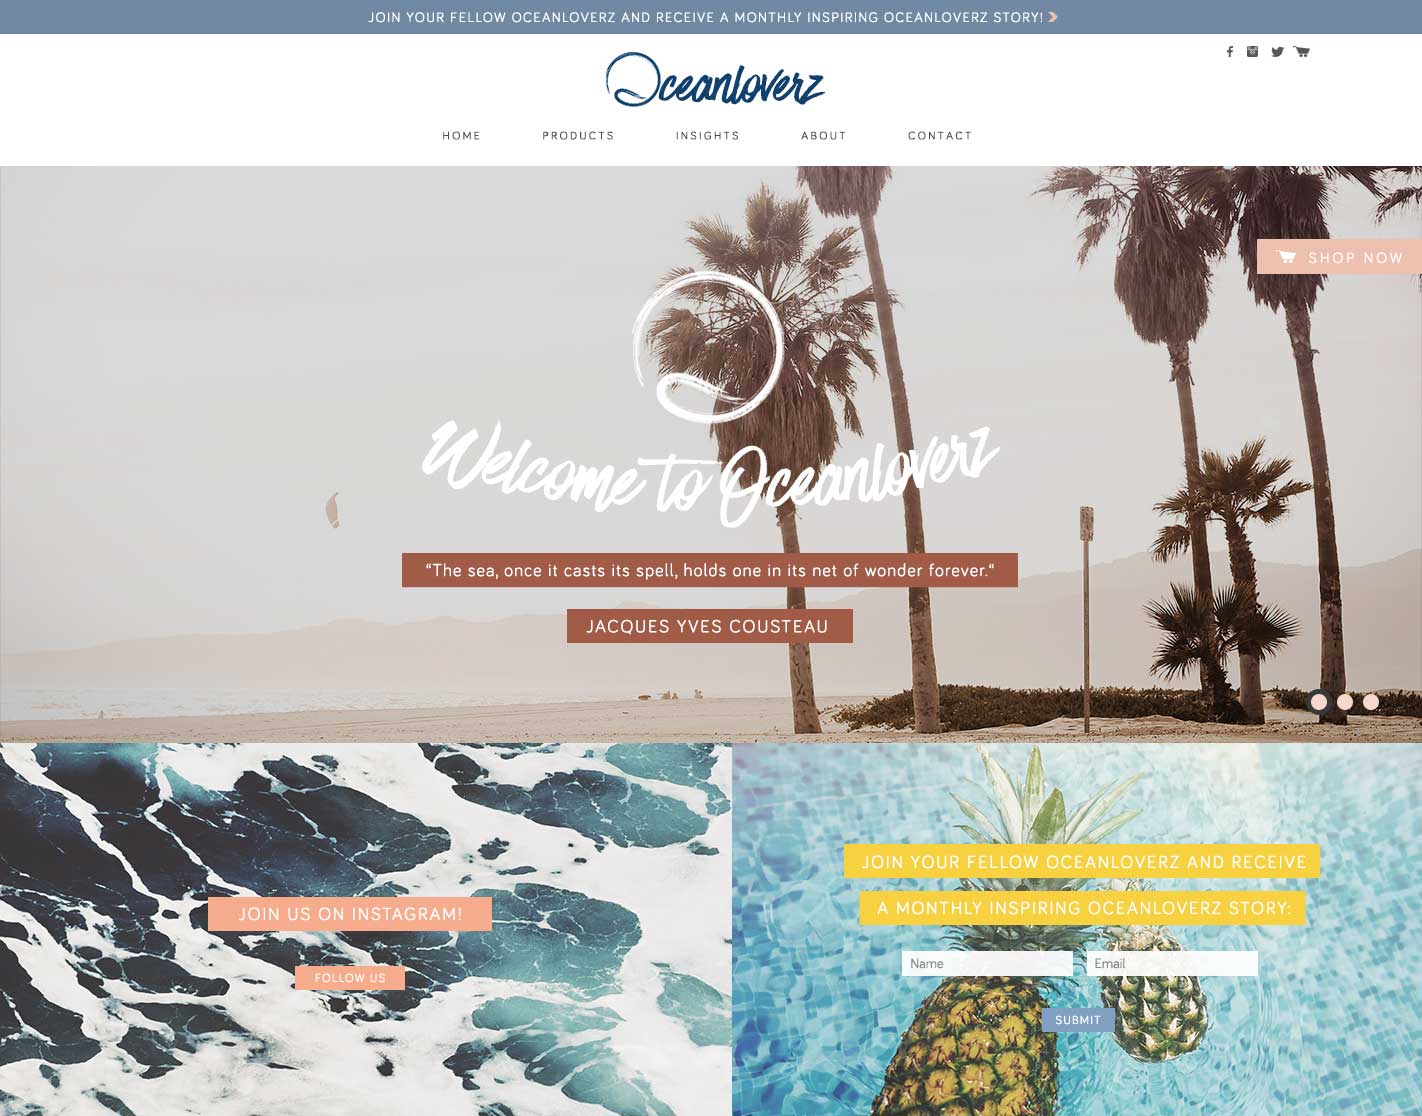 JOIN YOUR FELLOW OCEANLOVERZ AND RECEIVE A MONTHLY INSPIRING OCEANLOVERZ STORY!
Oceanloverz
HOME PRODUCTS INSIGHTS ABOUT CONTACT
SHOP NOW
Welcome to Oceanloverz
“The sea, once it casts its spell, holds one in its net of wonder forever.“
JACQUES YVES COUSTEAU
JOIN US ON INSTAGRAM!
FOLLOW US
JOIN YOUR FELLOW OCEANLOVERZ AND RECEIVE
A MONTHLY INSPIRING OCEANLOVERZ STORY:
Name Email
SUBMIT